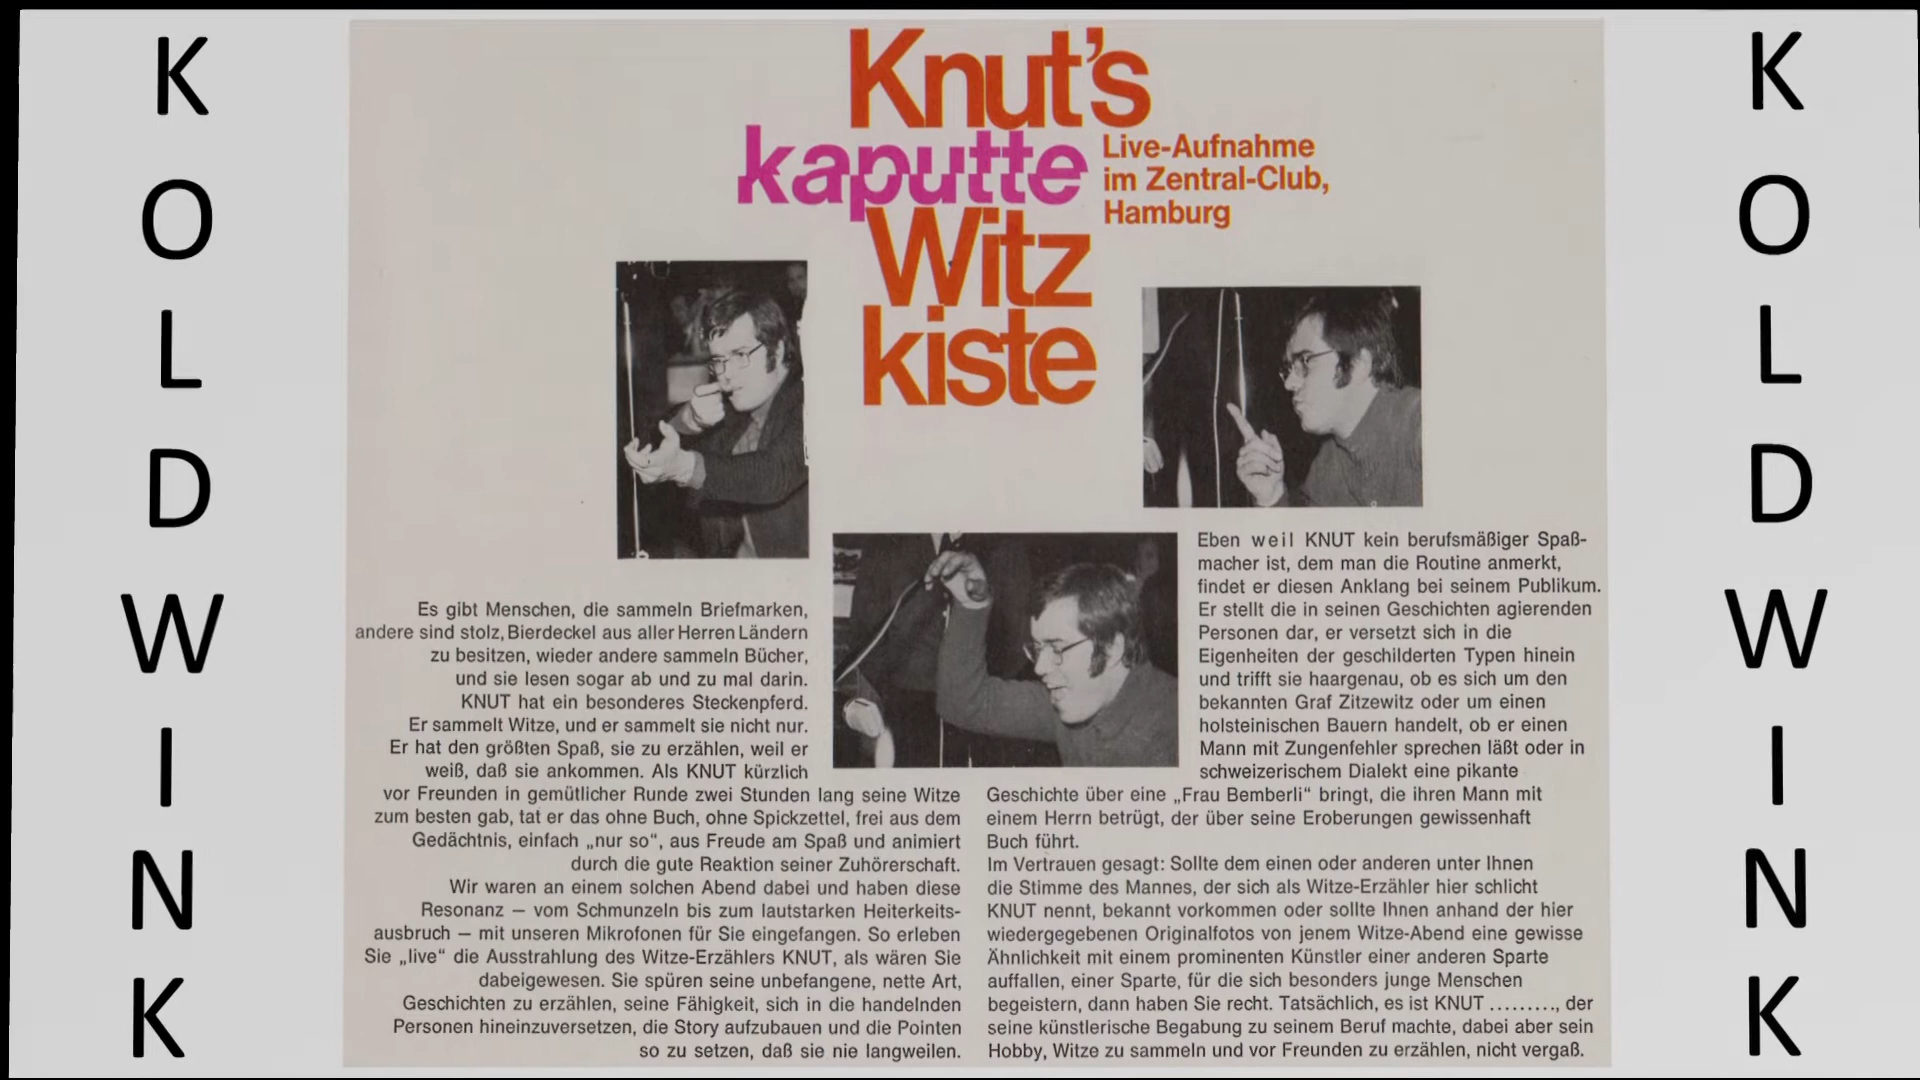 K
O
L
D
W
I
N
K
Knut's
kaputte
Witz
kiste
Live-Aufnahme
im Zentral-Club,
Hamburg
Es gibt Menschen, die sammeln Briefmarken,
andere sind stolz, Bierdeckel aus aller Herren Ländern
zu besitzen, wieder andere sammeln Bücher,
und sie lesen sogar ab und zu mal darin.
KNUT hat ein besonderes Steckenpferd.
Er sammelt Witze, und er sammelt sie nicht nur.
Er hat den größten Spaß, sie zu erzählen, weil er
weiß, daß sie ankommen. Als KNUT kürzlich
vor Freunden in gemütlicher Runde zwei Stunden lang seine Witze
zum besten gab, tat er das ohne Buch, ohne Spickzettel, frei aus dem
Gedächtnis, einfach „nur so“, aus Freude am Spaß und animiert
durch die gute Reaktion seiner Zuhörerschaft.
Wir waren an einem solchen Abend dabei und haben diese
Resonanz — vom Schmunzeln bis zum lautstarken Heiterkeits-
ausbruch — mit unseren Mikrofonen für Sie eingefangen. So erleben
Sie „live“ die Ausstrahlung des Witze-Erzählers KNUT, als wären Sie
dabeigewesen. Sie spüren seine unbefangene, nette Art,
Geschichten zu erzählen, seine Fähigkeit, sich in die handelnden
Personen hineinzuversetzen, die Story aufzubauen und die Pointen
so zu setzen, daß sie nie langweilen.
Eben weil KNUT kein berufsmäßiger Spaß-
macher ist, dem man die Routine anmerkt,
findet er diesen Anklang bei seinem Publikum.
Er stellt die in seinen Geschichten agierenden
Personen dar, er versetzt sich in die
Eigenheiten der geschilderten Typen hinein
und trifft sie haargenau, ob es sich um den
bekannten Graf Zitzewitz oder um einen
holsteinischen Bauern handelt, ob er einen
Mann mit Zungenfehler sprechen läßt oder in
schweizerischem Dialekt eine pikante
Geschichte über eine „Frau Bemberli“ bringt, die ihren Mann mit
einem Herrn betrügt, der über seine Eroberungen gewissenhaft
Buch führt.
Im Vertrauen gesagt: Sollte dem einen oder anderen unter Ihnen
die Stimme des Mannes, der sich als Witze-Erzähler hier schlicht
KNUT nennt, bekannt vorkommen oder sollte Ihnen anhand der hier
wiedergegebenen Originalfotos von jenem Witze-Abend eine gewisse
Ähnlichkeit mit einem prominenten Künstler einer anderen Sparte
auffallen, einer Sparte, für die sich besonders junge Menschen
begeistern, dann haben Sie recht. Tatsächlich, es ist KNUT ........., der
seine künstlerische Begabung zu seinem Beruf machte, dabei aber sein
Hobby, Witze zu sammeln und vor Freunden zu erzählen, nicht vergaß.
K
O
L
D
W
I
N
K